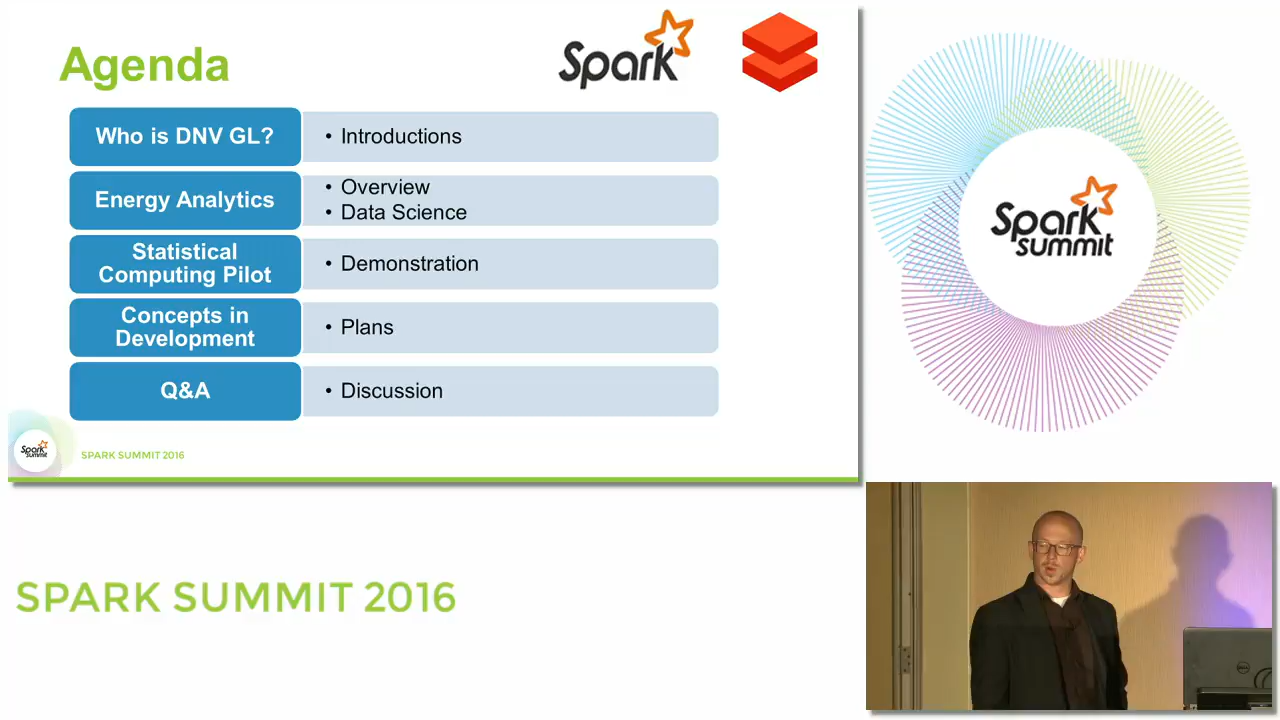 Agenda
Spark
Who is DNV GL?
• Introductions
Energy Analytics
• Overview
• Data Science
Statistical
Computing Pilot
• Demonstration
Concepts in
Development
• Plans
Q&A
• Discussion
Spark
summit
SPARK SUMMIT 2016
Spark
summit
SPARK SUMMIT 2016
DELL